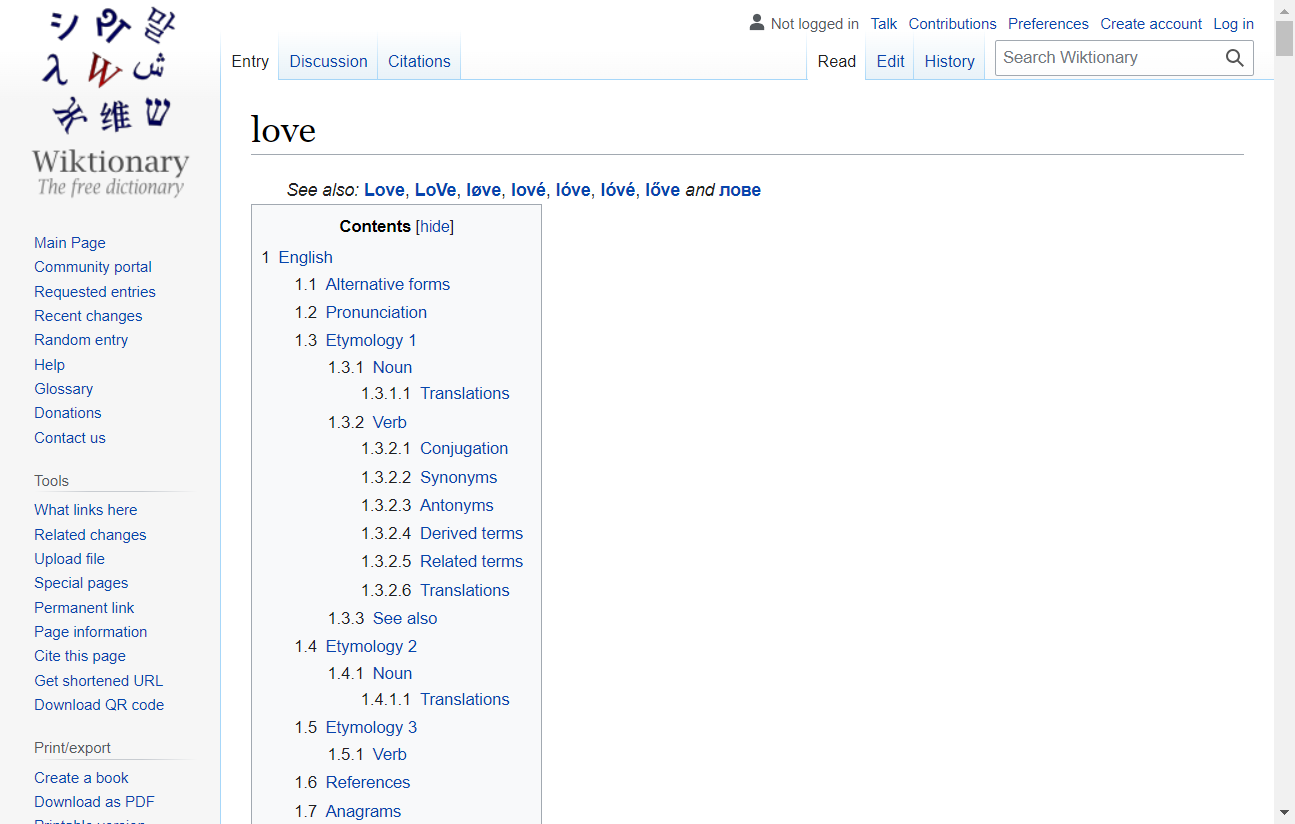 シ அ 말
λ W ش
ጽ 维 ש
Wiktionary
The free dictionary
Not logged in Talk Contributions Preferences Create account Log in
Entry Discussion Citations Read Edit History Search Wiktionary
love
See also: Love, LoVe, løve, lové, lóve, lóvé, lőve and лове
Contents [hide]
1 English
1.1 Alternative forms
1.2 Pronunciation
1.3 Etymology 1
1.3.1 Noun
1.3.1.1 Translations
1.3.2 Verb
1.3.2.1 Conjugation
1.3.2.2 Synonyms
1.3.2.3 Antonyms
1.3.2.4 Derived terms
1.3.2.5 Related terms
1.3.2.6 Translations
1.3.3 See also
1.4 Etymology 2
1.4.1 Noun
1.4.1.1 Translations
1.5 Etymology 3
1.5.1 Verb
1.6 References
1.7 Anagrams
Main Page
Community portal
Requested entries
Recent changes
Random entry
Help
Glossary
Donations
Contact us
Tools
What links here
Related changes
Upload file
Special pages
Permanent link
Page information
Cite this page
Get shortened URL
Download QR code
Print/export
Create a book
Download as PDF
Printable version